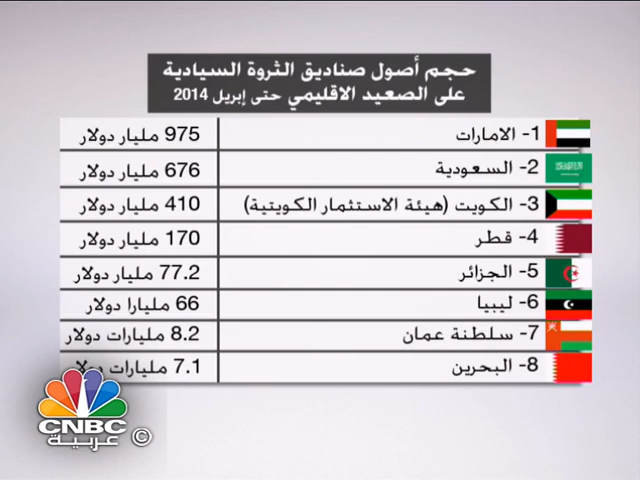 حجم أصول صناديق الثروة السيادية
على الصعيد الاقليمي حتى إبريل 2014
1- الامارات 975 مليار دولار
2- السعودية 676 مليار دولار
3- الكويت (هيئة الاستثمار الكويتية) 410 مليار دولار
4- قطر 170 مليار دولار
5- الجزائر 77.2 مليار دولار
6- ليبيا 66 مليارا دولار
7- سلطنة عمان 8.2 مليارات دولار
8- البحرين 7.1 مليارات
CNBC
عربية ©